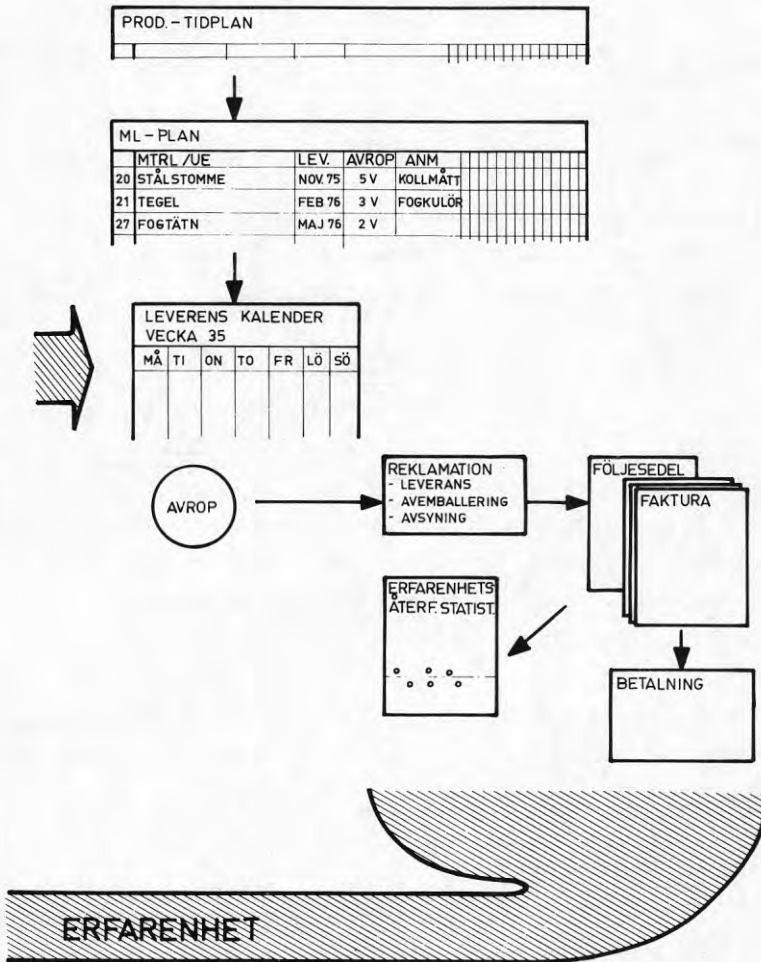 PROD.-TIDPLAN
ML-PLAN
MTRL/UE LEV. AVROP ANM
20 STÅLSTOMME NOV.75 5 V KOLLMÅTT
21 TEGEL FEB 76 3 V FOGKULÖR
27 FOGTÄTN MAJ 76 2 V
LEVERENS KALENDER
VECKA 35
MÅ TI ON TO FR LÖ SÖ
AVROP
REKLAMATION
- LEVERANS
- AVEMBALLERING
- AVSYNING
FÖLJESEDEL
FAKTURA
ERFARENHETS-
ÅTERF. STATIST.
BETALNING
ERFARENHET